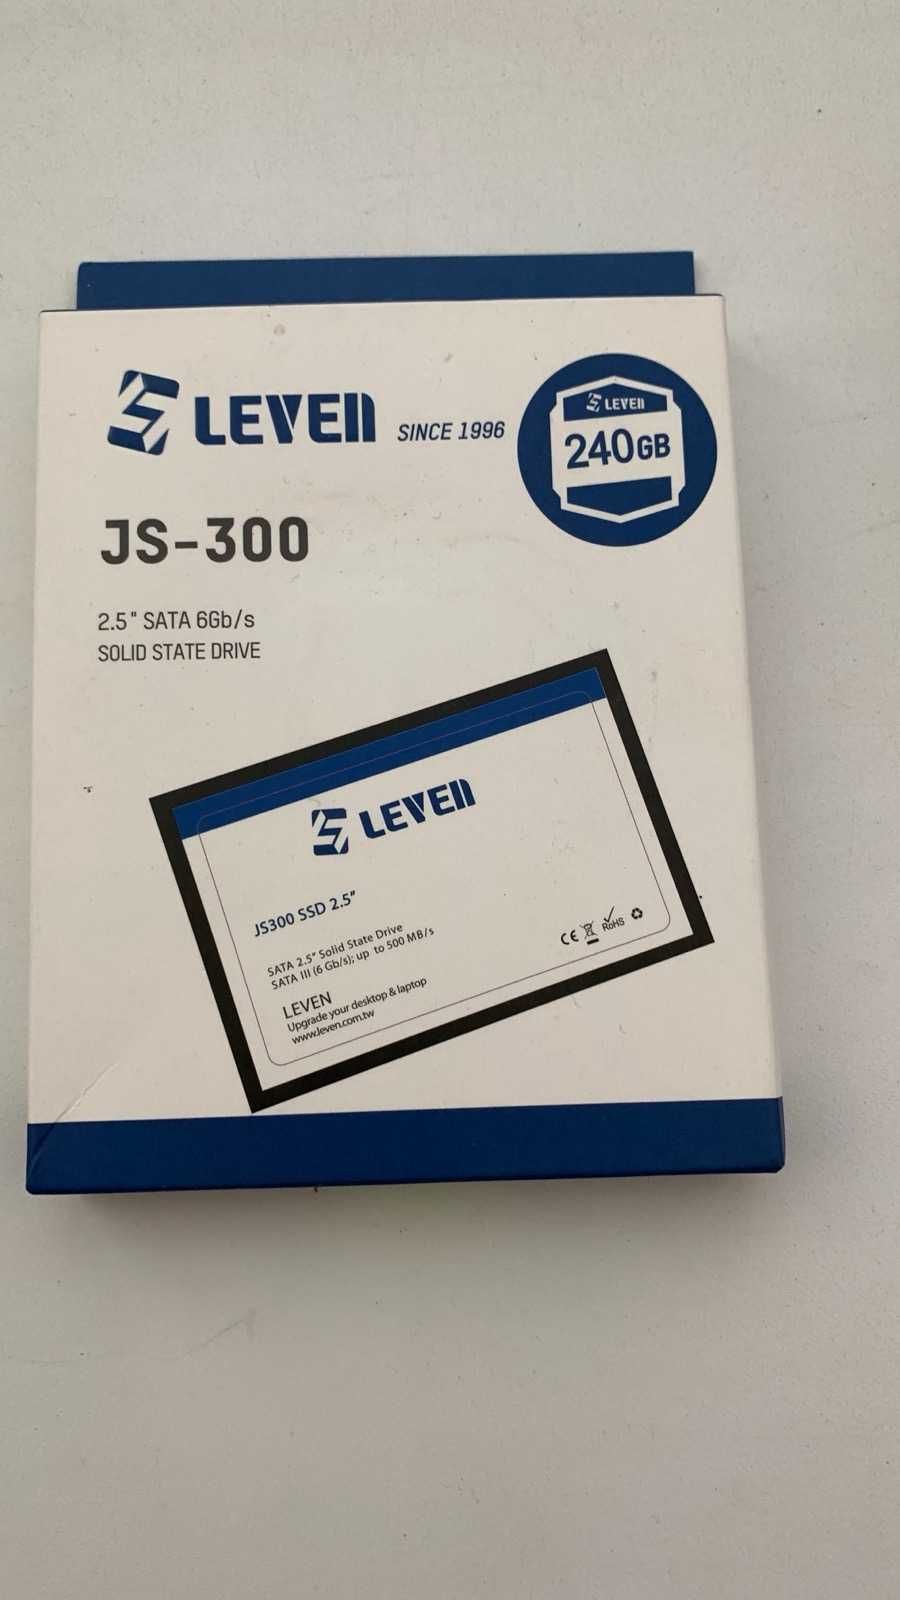 LEVEN SINCE 1996
LEVEN
240GB
JS-300
2.5" SATA 6Gb/s
SOLID STATE DRIVE
LEVEN
JS300 SSD 2.5"
SATA 2.5" Solid State Drive
SATA III (6 Gb/s); up to 500 MB/s
CE RoHS
LEVEN
Upgrade your desktop & laptop
www.leven.com.tw